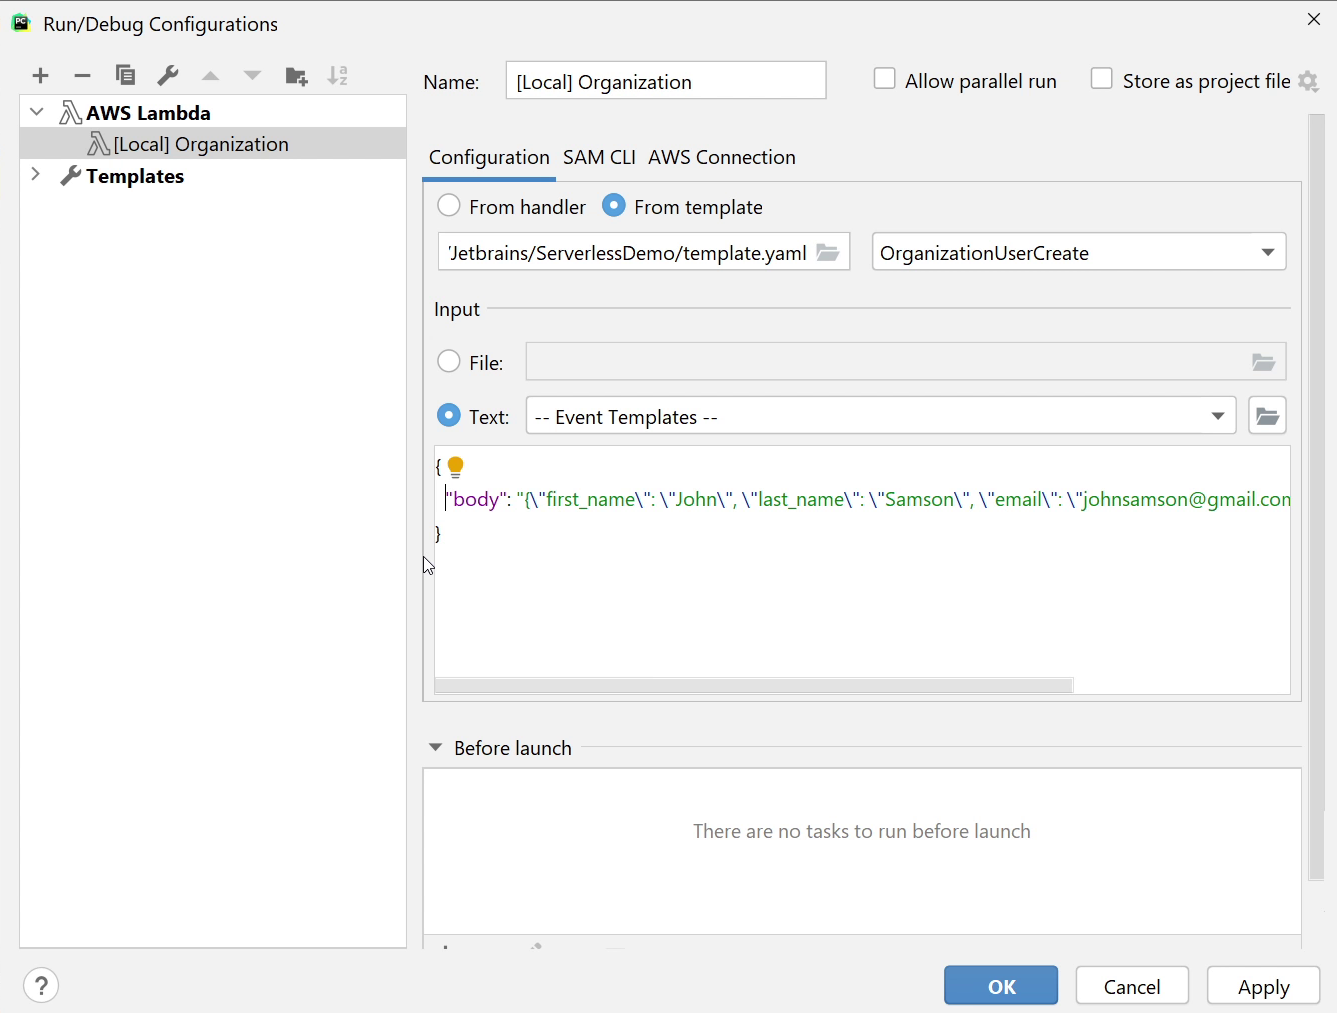 PC Run/Debug Configurations
AWS Lambda
[Local] Organization
Templates
Name: [Local] Organization Allow parallel run Store as project file
Configuration SAM CLI AWS Connection
From handler From template
Jetbrains/ServerlessDemo/template.yaml OrganizationUserCreate
Input
File:
Text: -- Event Templates --
{
"body": "{\"first_name\": \"John\", \"last_name\": \"Samson\", \"email\": \"johnsamson@gmail.com
}
Before launch
There are no tasks to run before launch
? OK Cancel Apply